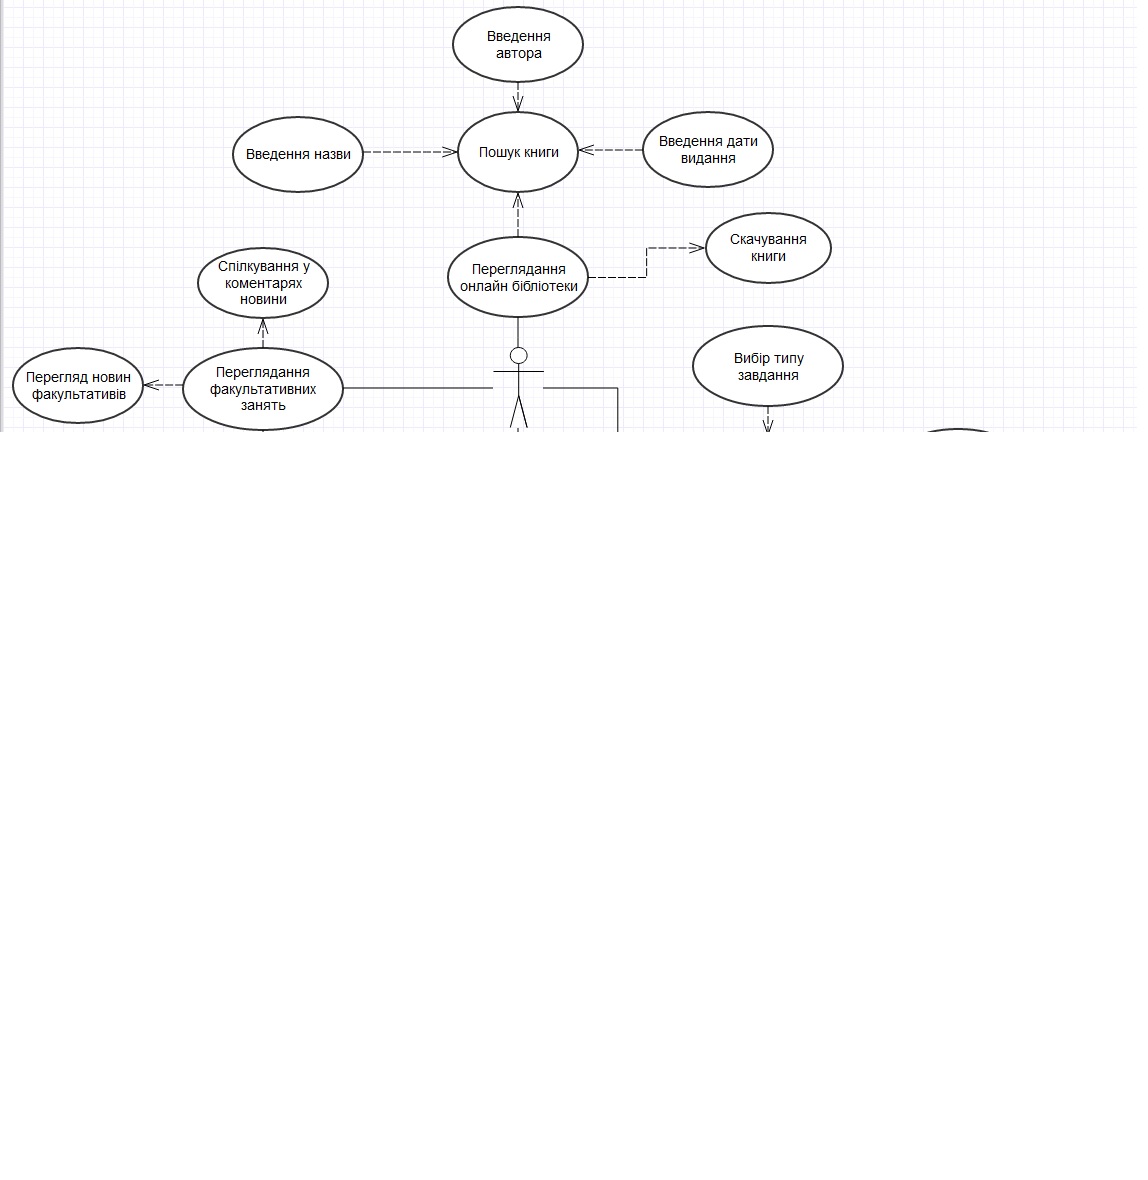 Введення
автора
Введення назви
Пошук книги
Введення дати
видання
Скачування
книги
Переглядання
онлайн бібліотеки
Спілкування у
коментарях
новини
Перегляд новин
факультативів
Переглядання
факультативних
занять
Вибір типу
завдання